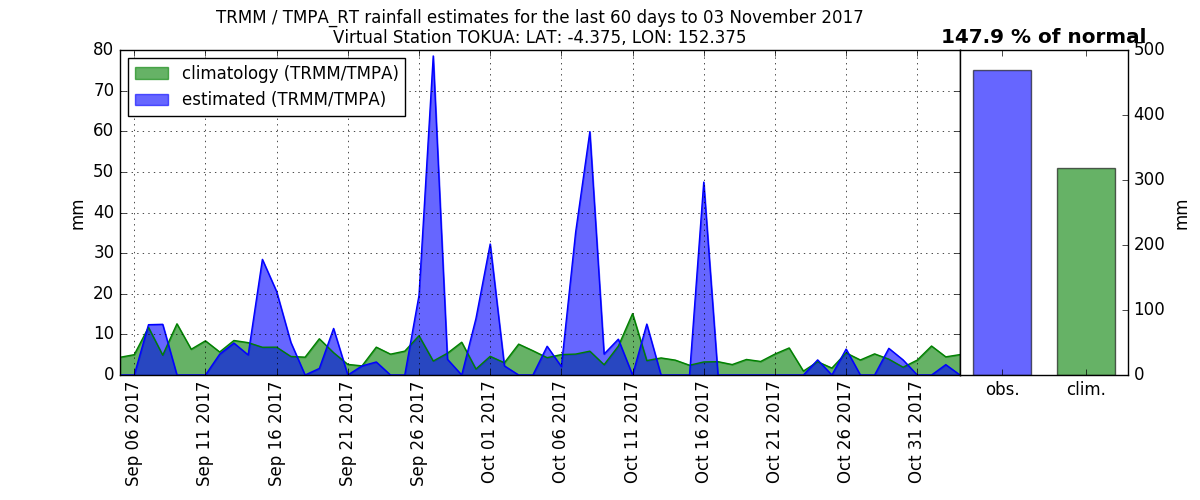 TRMM / TMPA_RT rainfall estimates for the last 60 days to 03 November 2017
Virtual Station TOKUA: LAT: -4.375, LON: 152.375
147.9 % of normal
climatology (TRMM/TMPA)
estimated (TRMM/TMPA)
mm
80
70
60
50
40
30
20
10
0
Sep 06 2017
Sep 11 2017
Sep 16 2017
Sep 21 2017
Sep 26 2017
Oct 01 2017
Oct 06 2017
Oct 11 2017
Oct 16 2017
Oct 21 2017
Oct 26 2017
Oct 31 2017
obs.
clim.
500
400
300
200
100
0
mm